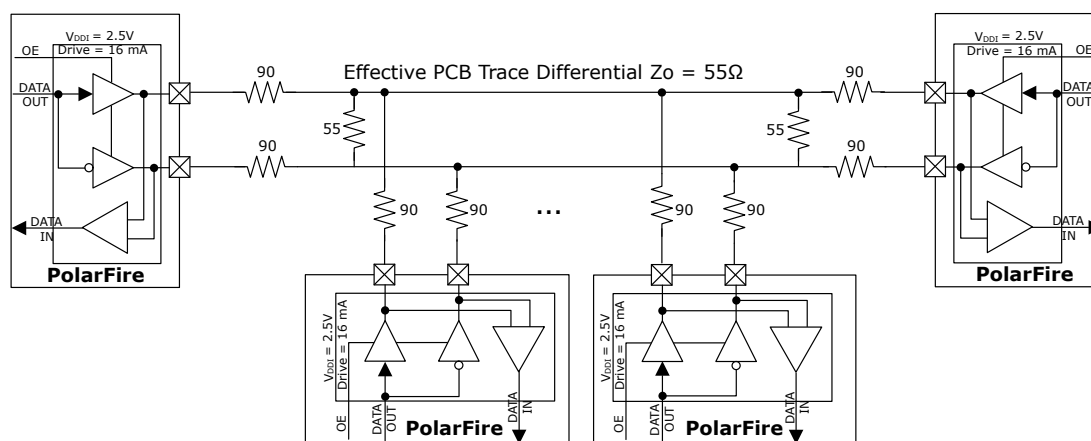 VDDI = 2.5V
Drive = 16 mA
OE
DATA
OUT
DATA
IN
PolarFire
90
90
Effective PCB Trace Differential Zo = 55Ω
55
55
90
90
VDDI = 2.5V
Drive = 16 mA
OE
DATA
OUT
DATA
IN
PolarFire
90
90
...
90
90
VDDI = 2.5V
Drive = 16 mA
OE
DATA
OUT
DATA
IN
PolarFire
VDDI = 2.5V
Drive = 16 mA
OE
DATA
OUT
DATA
IN
PolarFire